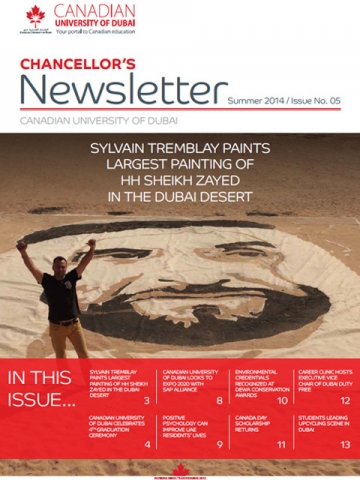 CANADIAN
UNIVERSITY OF DUBAI
Your portal to Canadian education
CHANCELLOR'S
Newsletter
Summer 2014 / Issue No. 05
CANADIAN UNIVERSITY OF DUBAI
SYLVAIN TREMBLAY PAINTS
LARGEST PAINTING OF
HH SHEIKH ZAYED
IN THE DUBAI DESERT
IN THIS
ISSUE...
SYLVAIN TREMBLAY
PAINTS LARGEST
PAINTING OF HH SHEIKH
ZAYED IN THE DUBAI
DESERT
3
CANADIAN UNIVERSITY
OF DUBAI LOOKS TO
EXPO 2020 WITH
SAP ALLIANCE
8
ENVIRONMENTAL
CREDENTIALS
RECOGNIZED AT
DEWA CONSERVATION
AWARDS
10
CAREER CLINIC HOSTS
EXECUTIVE VICE
CHAIR OF DUBAI DUTY
FREE
12
CANADIAN UNIVERSITY
OF DUBAI CELEBRATES
4TH GRADUATION
CEREMONY
4
POSITIVE
PSYCHOLOGY CAN
IMPROVE UAE
RESIDENTS' LIVES
9
CANADA DAY
SCHOLARSHIP
RETURNS
11
STUDENTS LEADING
UPCYCLING SCENE IN
DUBAI
13